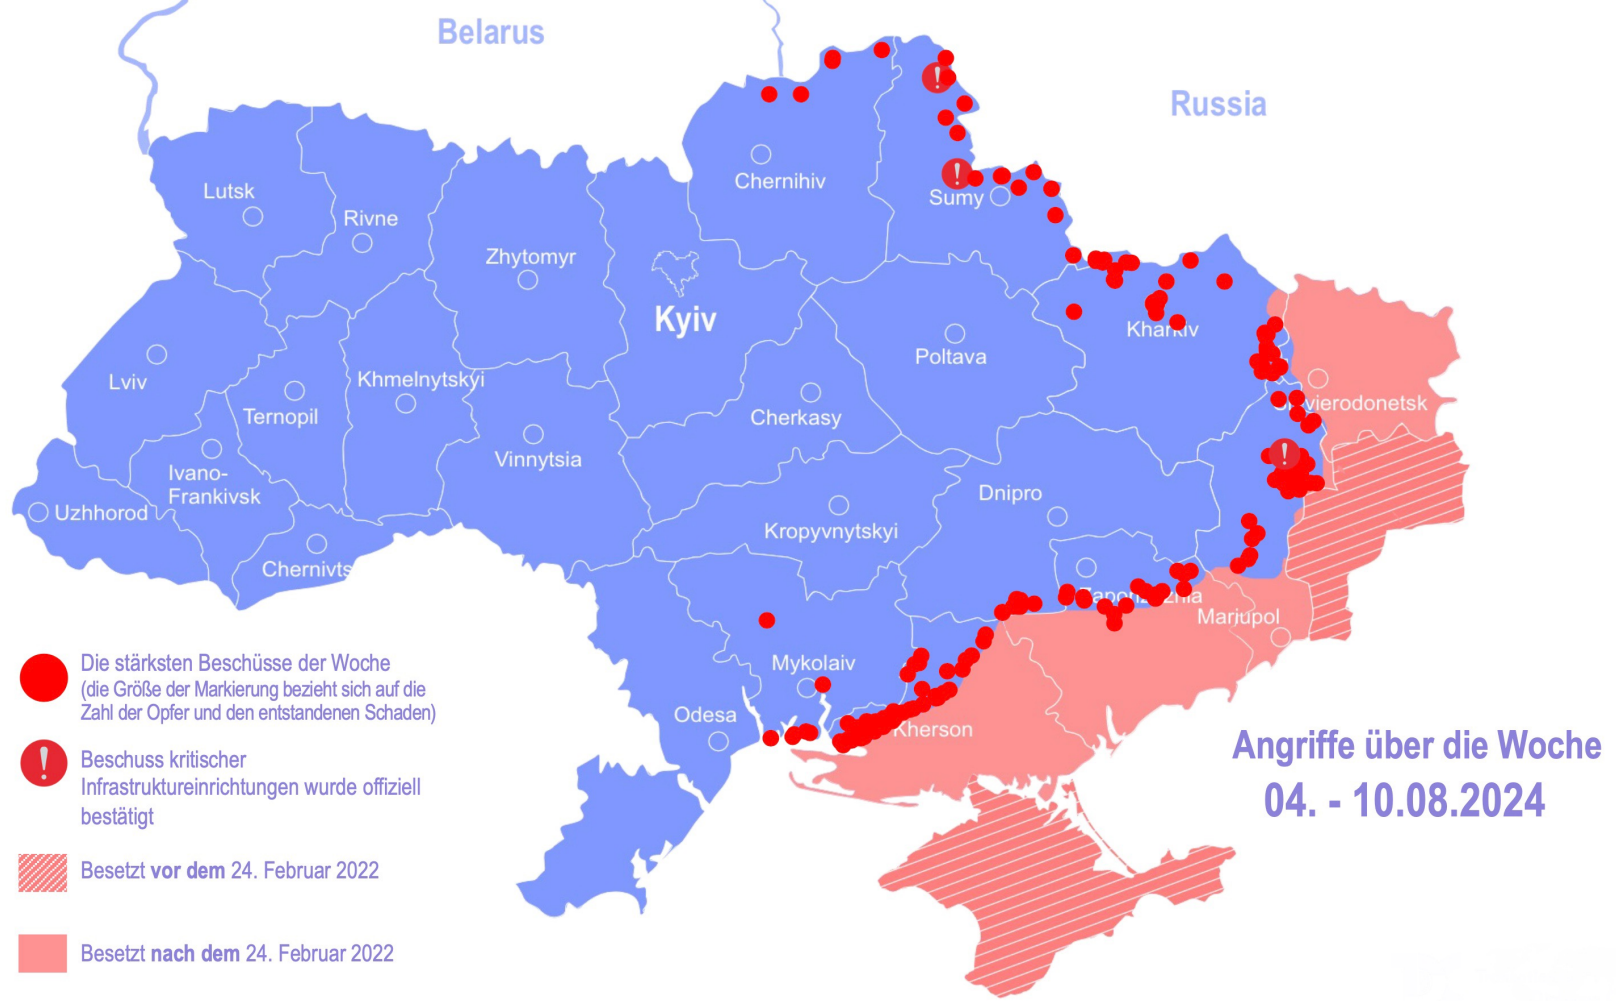 Belarus
Russia
Chernihiv
Lutsk
Sumy
Rivne
Zhytomyr
Kyiv
Kharkiv
Poltava
Lviv
Khmelnytskyi
Ternopil
Cherkasy
Vinnytsia
Ivano-
Frankivsk
Dnipro
Uzhhorod
Kropyvnytskyi
Chernivts
Mariupol
Mykolaiv
Odesa
Kherson
Die stärksten Beschüsse der Woche
(die Größe der Markierung bezieht sich auf die
Zahl der Opfer und den entstandenen Schaden)
!
Beschuss kritischer
Infrastruktureinrichtungen wurde offiziell
bestätigt
Besetzt vor dem 24. Februar 2022
Besetzt nach dem 24. Februar 2022
Angriffe über die Woche
04. - 10.08.2024